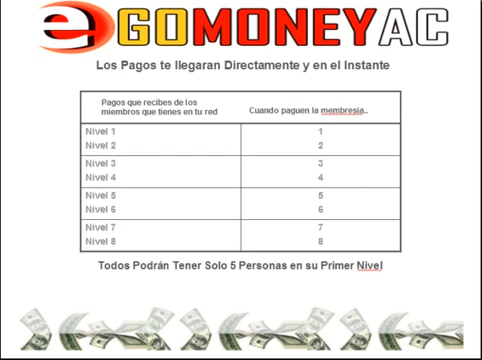 e GOMONEYAC
Los Pagos te llegaran Directamente y en el Instante
Pagos que recibes de los
miembros que tienes en tu red
Cuando paguen la membresia..
Nivel 1 1
Nivel 2 2
Nivel 3 3
Nivel 4 4
Nivel 5 5
Nivel 6 6
Nivel 7 7
Nivel 8 8
Todos Podrán Tener Solo 5 Personas en su Primer Nivel